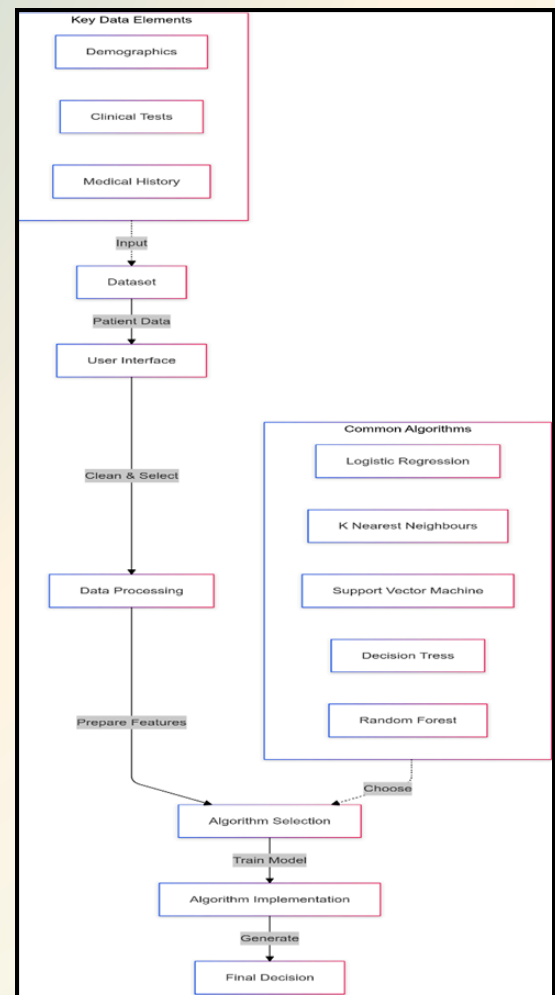 Key Data Elements
Demographics
Clinical Tests
Medical History
Input
Dataset
Patient Data
User Interface
Clean & Select
Data Processing
Prepare Features
Common Algorithms
Logistic Regression
K Nearest Neighbours
Support Vector Machine
Decision Tress
Random Forest
Choose
Algorithm Selection
Train Model
Algorithm Implementation
Generate
Final Decision